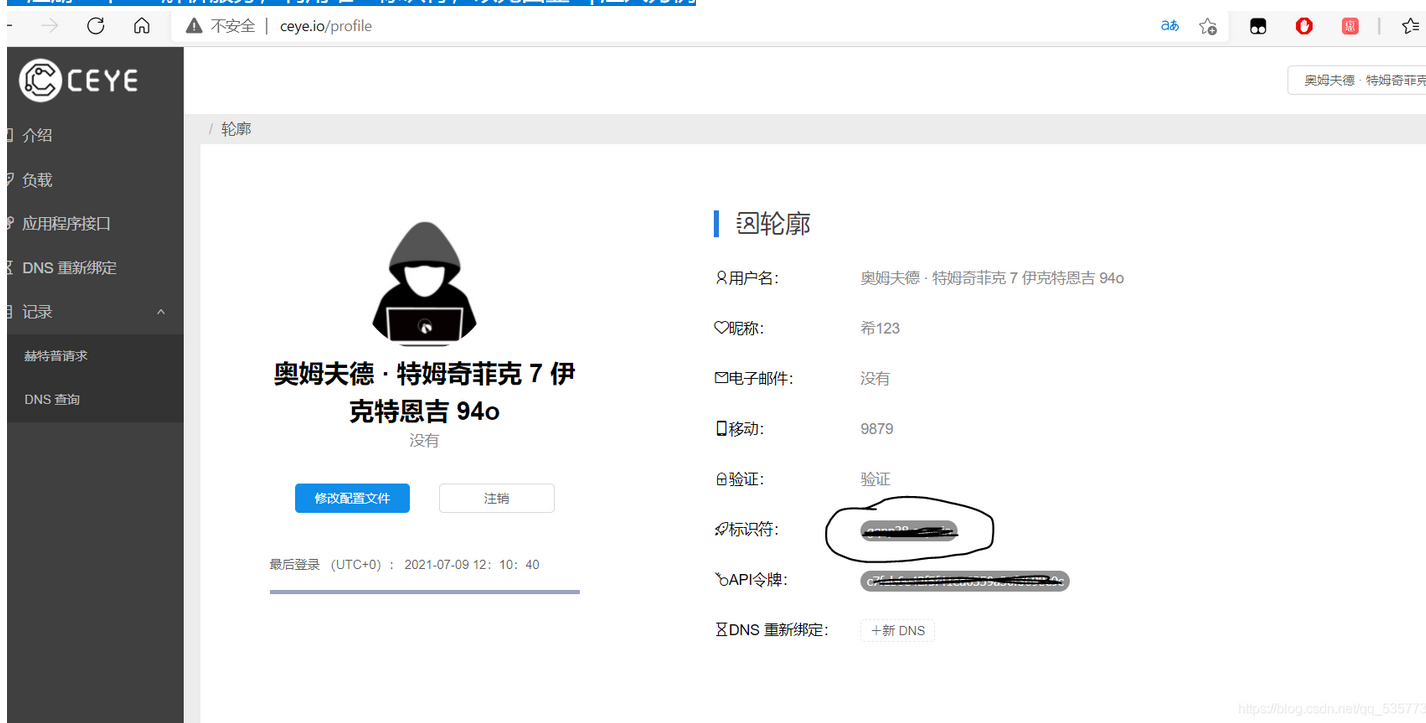 不安全 | ceye.io/profile
CEYE
奥姆夫德 · 特姆奇菲克
/ 轮廓
介绍
负载
应用程序接口
DNS 重新绑定
记录
赫特普请求
DNS 查询
奥姆夫德 · 特姆奇菲克 7 伊
克特恩吉 94o
没有
修改配置文件
注销
最后登录 （UTC+0）： 2021-07-09 12：10：40
轮廓
用户名： 奥姆夫德 · 特姆奇菲克 7 伊克特恩吉 94o
昵称： 希123
电子邮件： 没有
移动： 9879
验证： 验证
标识符：
API令牌：
DNS 重新绑定： +新 DNS
https://blog.csdn.net/qq_535773